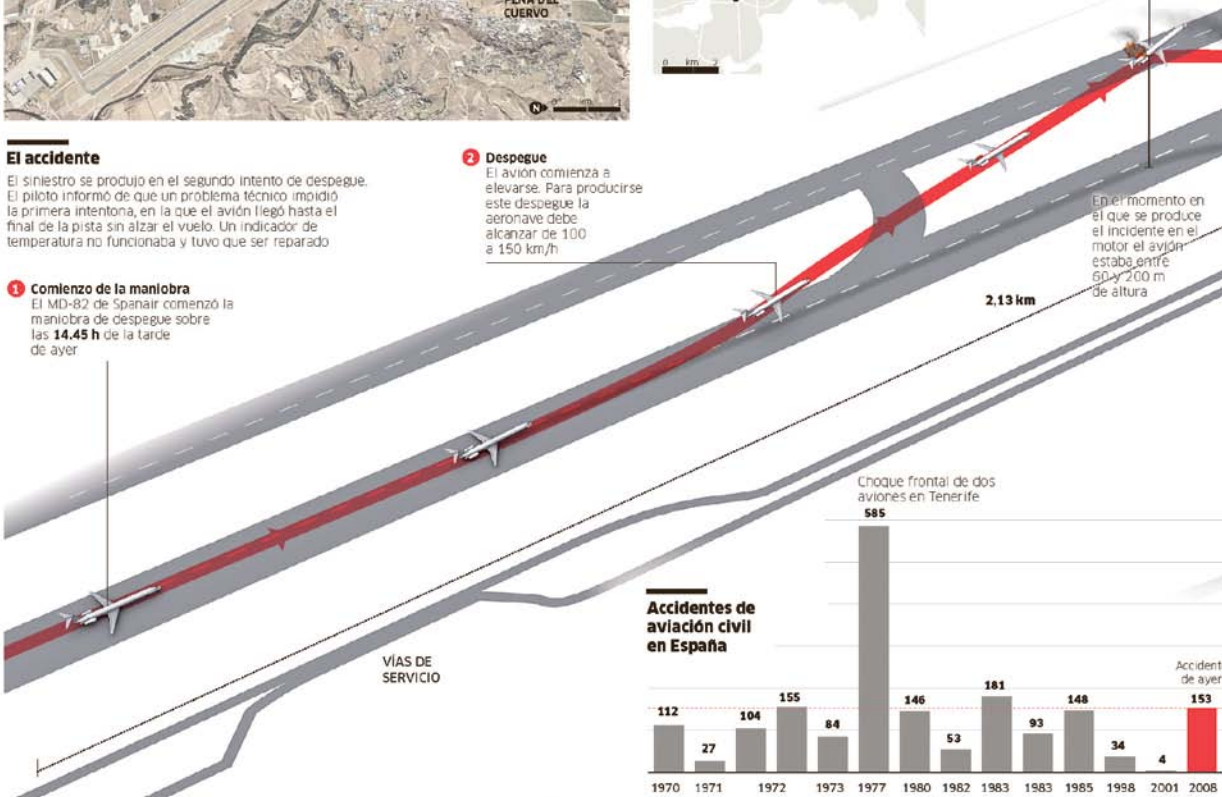 PEÑA DEL
CUERVO
N
0 km 2
El accidente
El siniestro se produjo en el segundo intento de despegue.
El piloto informó de que un problema técnico impidió
la primera intentona, en la que el avión llegó hasta el
final de la pista sin alzar el vuelo. Un indicador de
temperatura no funcionaba y tuvo que ser reparado
1 Comienzo de la maniobra
El MD-82 de Spanair comenzó la
maniobra de despegue sobre
las 14.45 h de la tarde
de ayer
2 Despegue
El avión comienza a
elevarse. Para producirse
este despegue la
aeronave debe
alcanzar de 100
a 150 km/h
En el momento en
el que se produce
el incidente en el
motor el avión
estaba entre
60 y 200 m
de altura
2,13 km
VÍAS DE
SERVICIO
Accidentes de
aviación civil
en España
Choque frontal de dos
aviones en Tenerife
Accidente
de ayer
112 27 104 155 84 585 146 53 181 93 148 34 4 153
1970 1971 1972 1973 1977 1980 1982 1983 1983 1985 1998 2001 2008